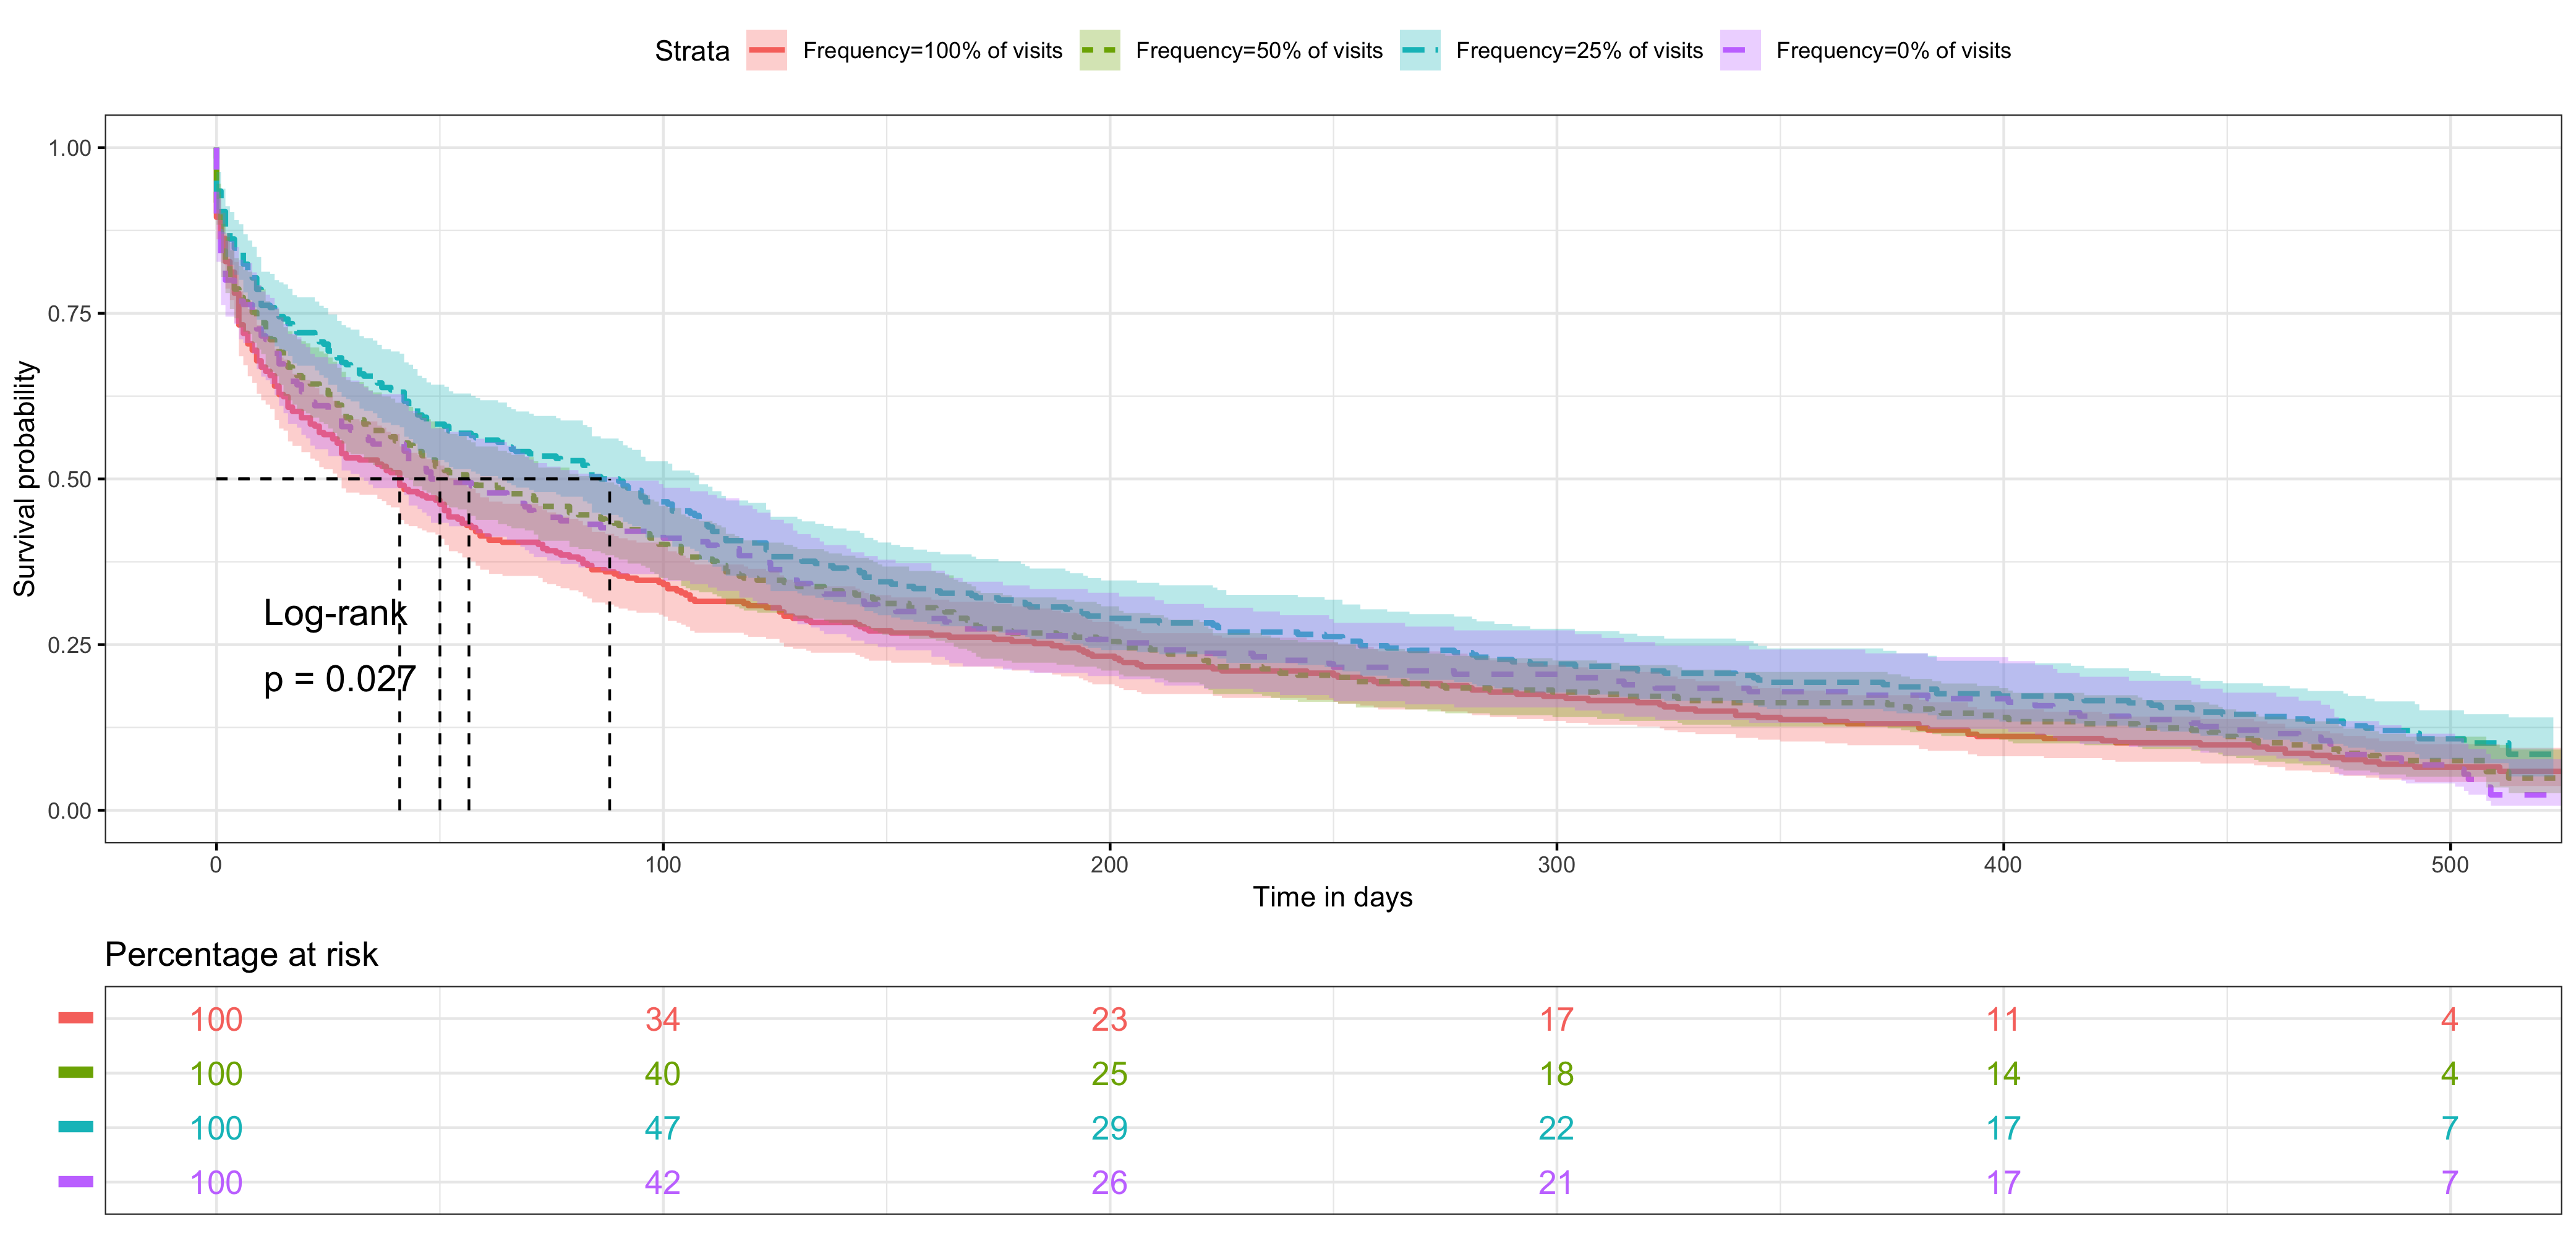 Strata Frequency=100% of visits Frequency=50% of visits Frequency=25% of visits Frequency=0% of visits
1.00
0.75
0.50
0.25
0.00
Survival probability
Log-rank
p = 0.027
0 100 200 300 400 500
Time in days
Percentage at risk
100 34 23 17 11 4
100 40 25 18 14 4
100 47 29 22 17 7
100 42 26 21 17 7